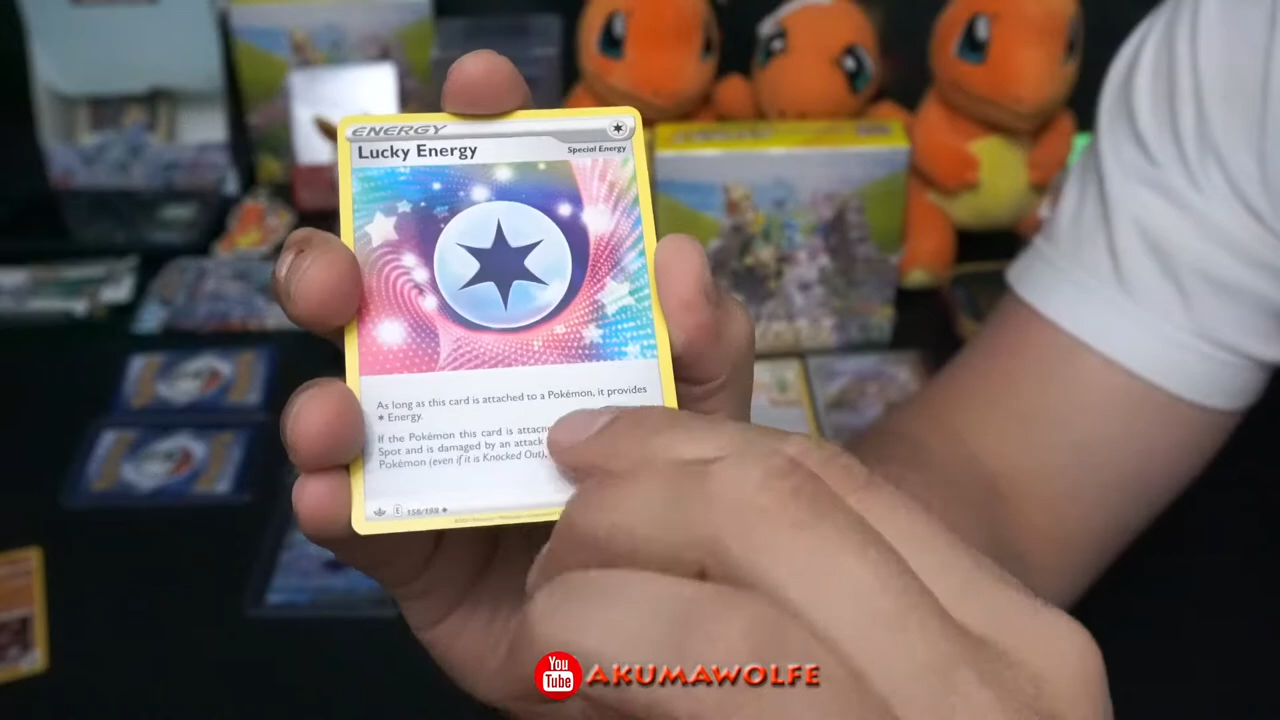 ENERGY
Lucky Energy
Special Energy
As long as this card is attached to a Pokémon, it provides
* Energy.
If the Pokémon this card is
Spot and is damaged by an attack
Pokémon (even if it is Knocked Out),
E 158/198
You
Tube
AKUMAWOLFE